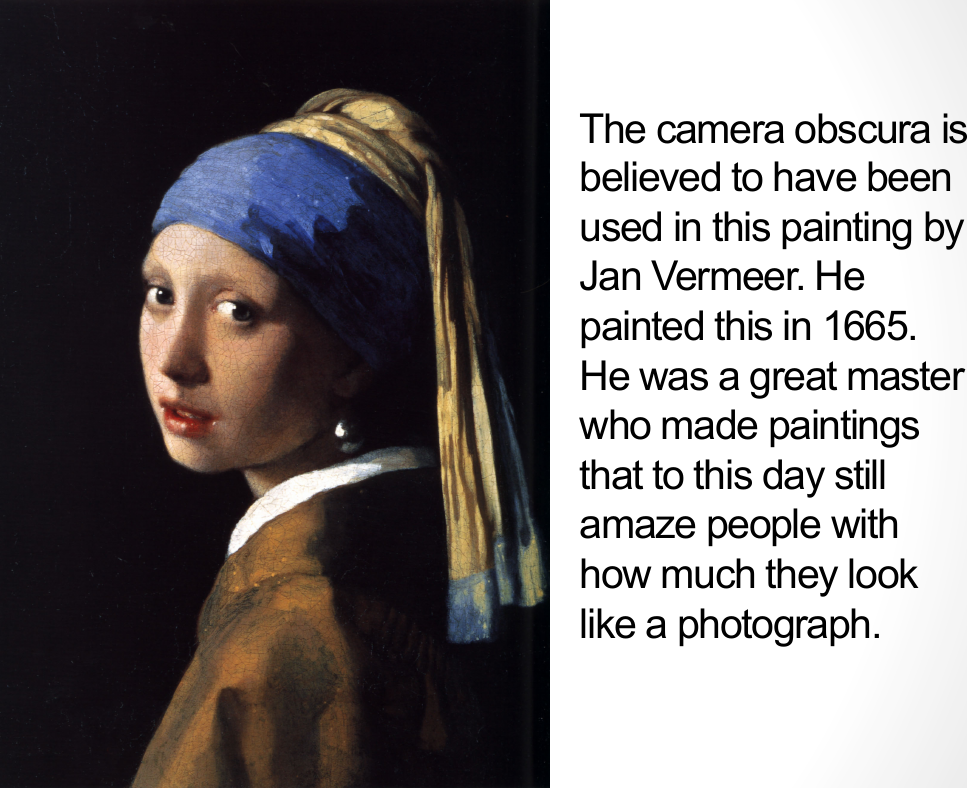 The camera obscura is
believed to have been
used in this painting by
Jan Vermeer. He
painted this in 1665.
He was a great master
who made paintings
that to this day still
amaze people with
how much they look
like a photograph.